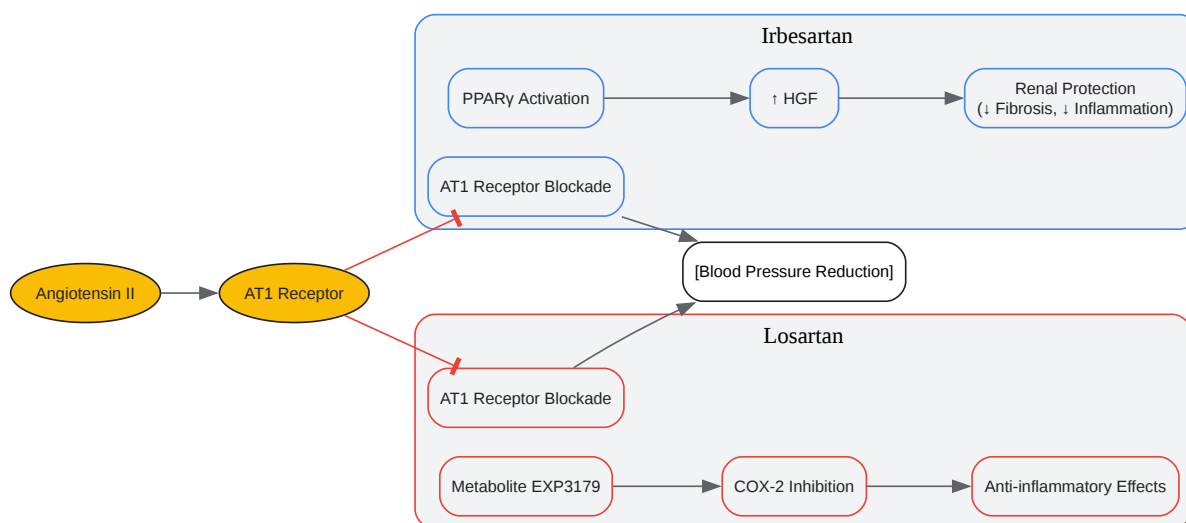 Irbesartan
PPARγ Activation
↑ HGF
Renal Protection
(↓ Fibrosis, ↓ Inflammation)
AT1 Receptor Blockade
[Blood Pressure Reduction]
Angiotensin II
AT1 Receptor
Losartan
AT1 Receptor Blockade
Metabolite EXP3179
COX-2 Inhibition
Anti-inflammatory Effects